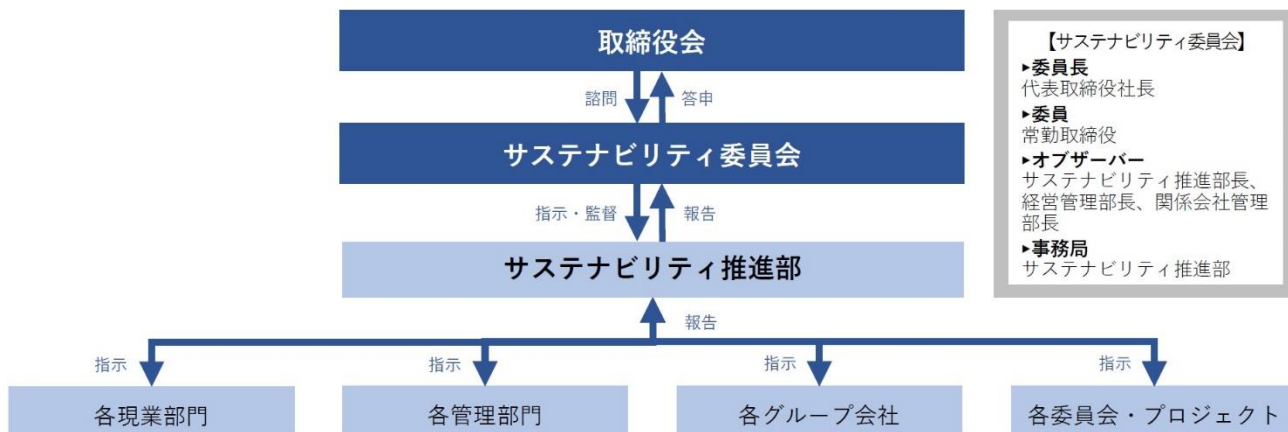 取締役会
諮問
答申
サステナビリティ委員会
指示・監督
報告
サステナビリティ推進部
報告
指示
指示
指示
指示
各現業部門
各管理部門
各グループ会社
各委員会・プロジェクト
【サステナビリティ委員会】
▸委員長
代表取締役社長
▸委員
常勤取締役
▸オブザーバー
サステナビリティ推進部長、
経営管理部長、関係会社管理
部長
▸事務局
サステナビリティ推進部